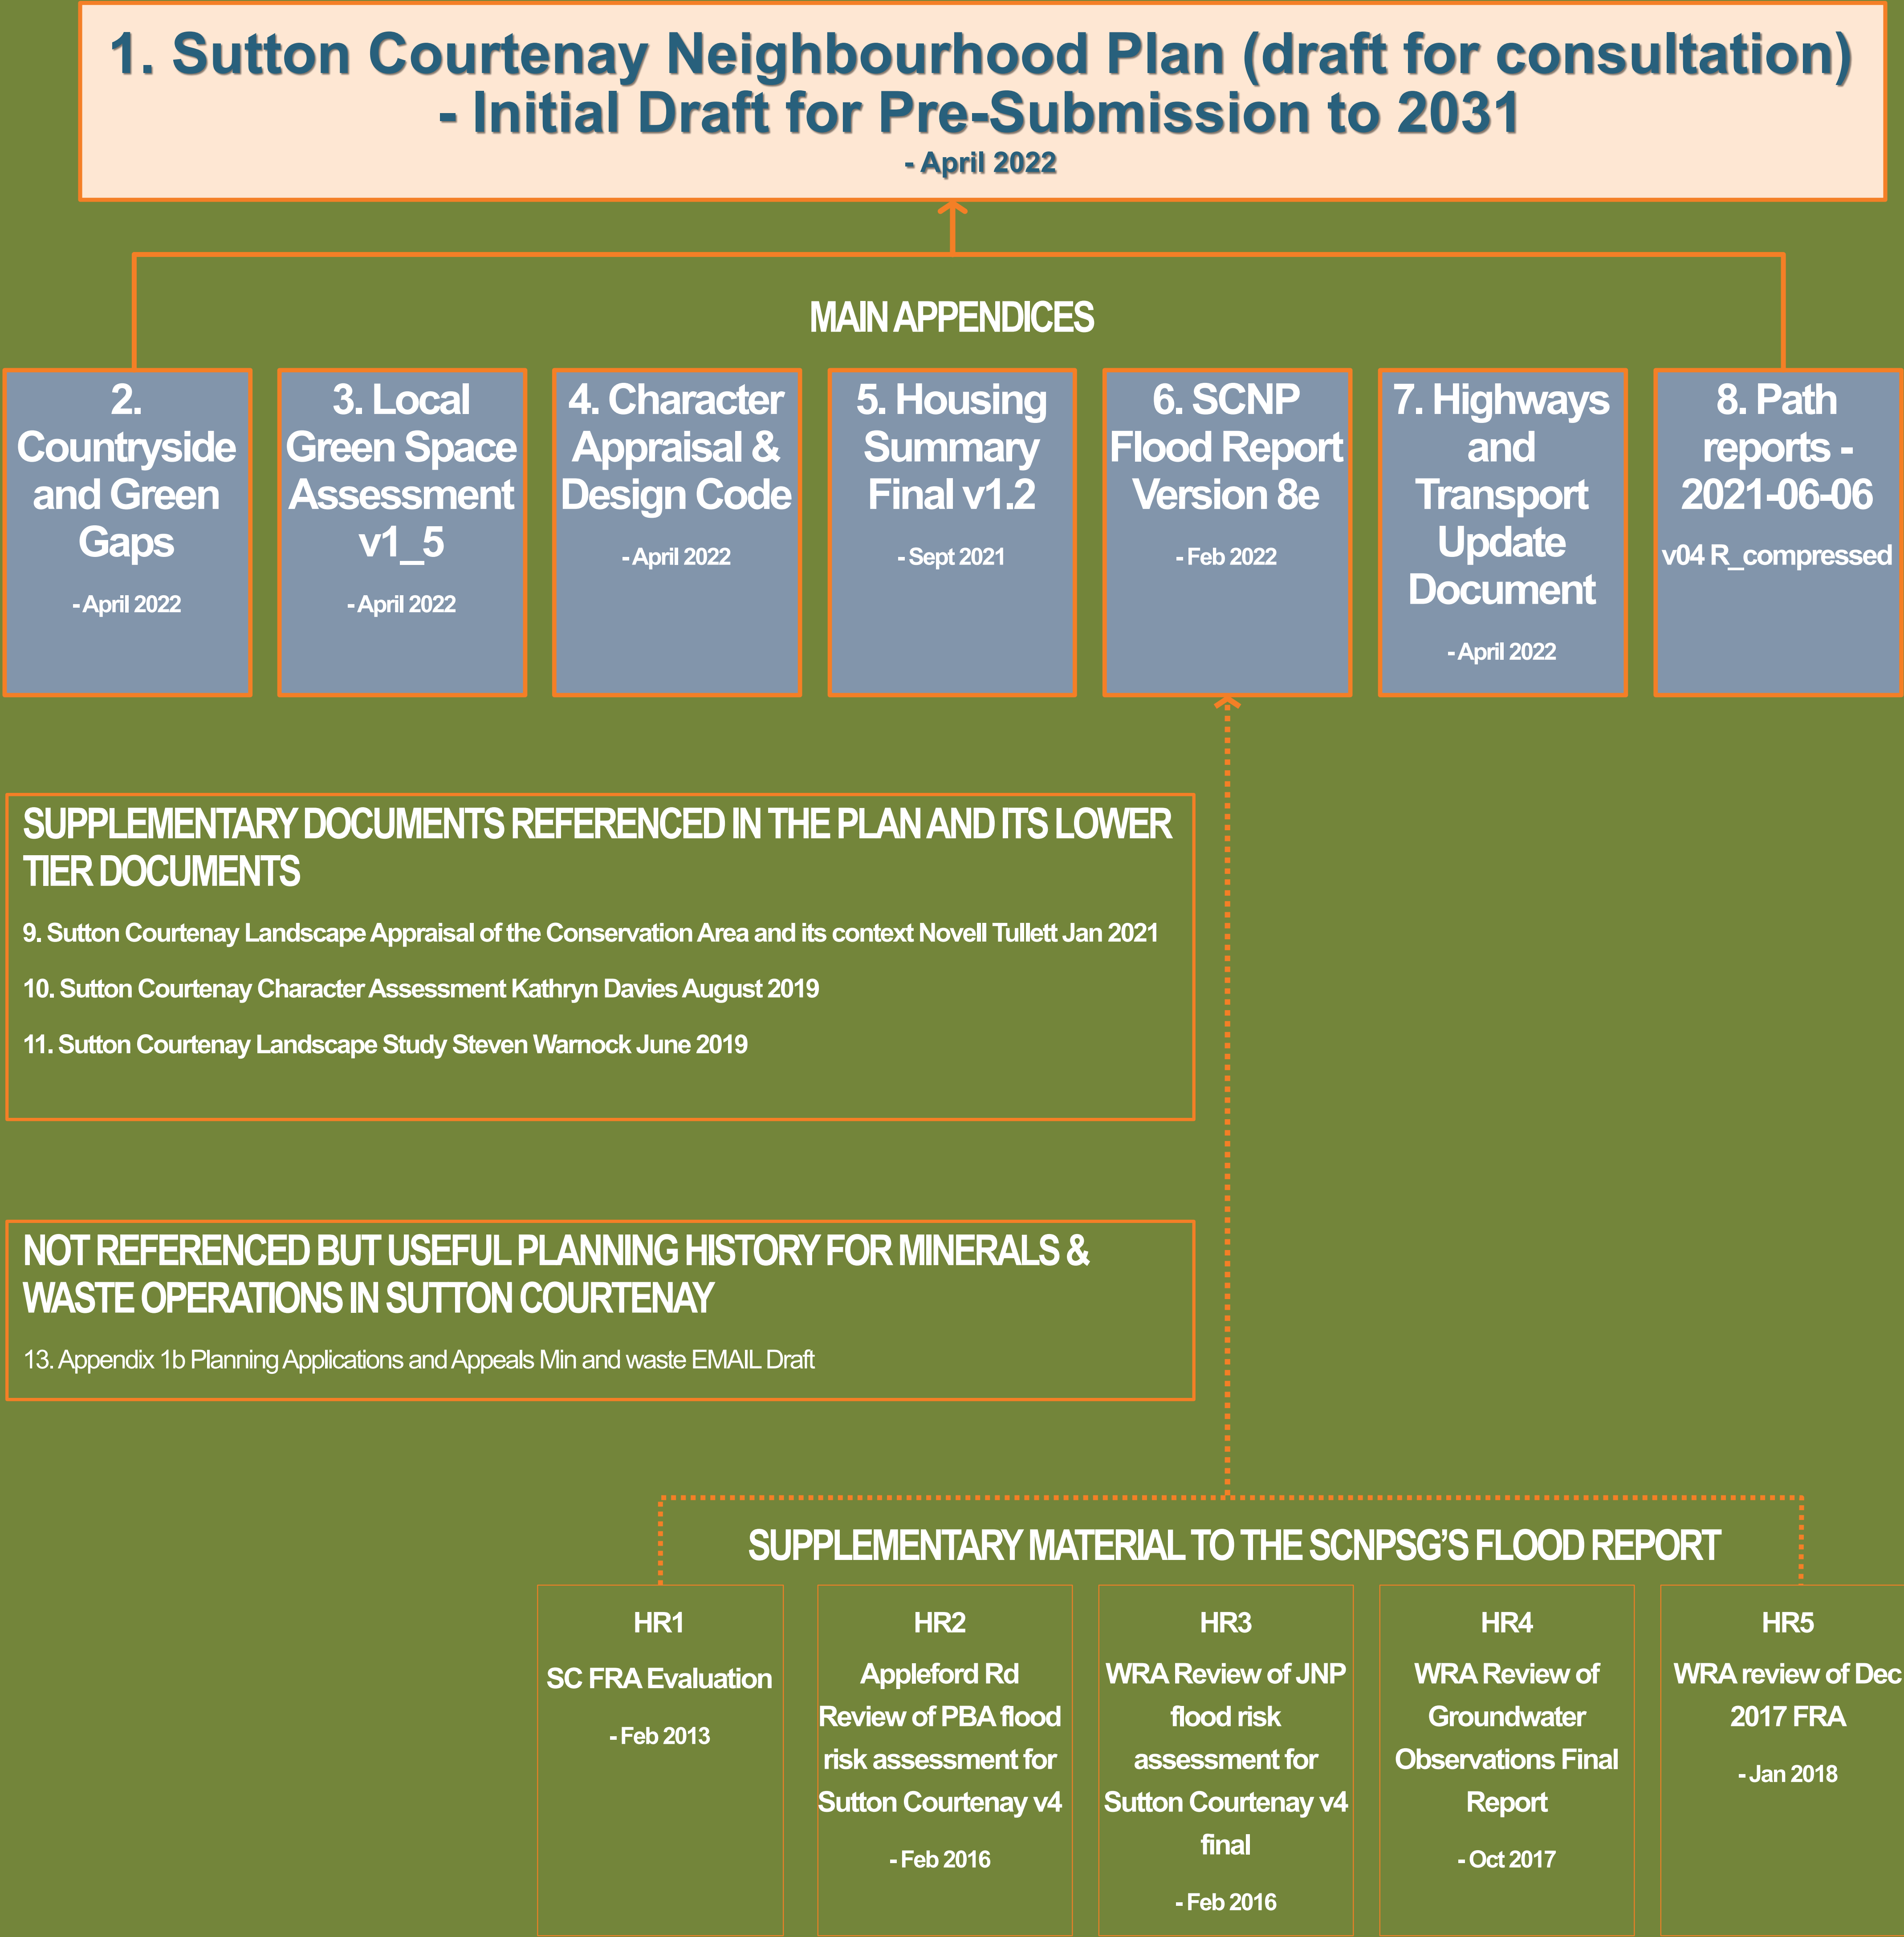 1. Sutton Courtenay Neighbourhood Plan (draft for consultation)
- Initial Draft for Pre-Submission to 2031
- April 2022
MAIN APPENDICES
2.
Countryside
and Green
Gaps
- April 2022
3. Local
Green Space
Assessment
v1_5
- April 2022
4. Character
Appraisal &
Design Code
- April 2022
5. Housing
Summary
Final v1.2
- Sept 2021
6. SCNP
Flood Report
Version 8e
- Feb 2022
7. Highways
and
Transport
Update
Document
- April 2022
8. Path
reports -
2021-06-06
v04 R_compressed
SUPPLEMENTARY DOCUMENTS REFERENCED IN THE PLAN AND ITS LOWER
TIER DOCUMENTS
9. Sutton Courtenay Landscape Appraisal of the Conservation Area and its context Novell Tullett Jan 2021
10. Sutton Courtenay Character Assessment Kathryn Davies August 2019
11. Sutton Courtenay Landscape Study Steven Warnock June 2019
NOT REFERENCED BUT USEFUL PLANNING HISTORY FOR MINERALS &
WASTE OPERATIONS IN SUTTON COURTENAY
13. Appendix 1b Planning Applications and Appeals Min and waste EMAIL Draft
SUPPLEMENTARY MATERIAL TO THE SCNPSG'S FLOOD REPORT
HR1
SC FRA Evaluation
- Feb 2013
HR2
Appleford Rd
Review of PBA flood
risk assessment for
Sutton Courtenay v4
- Feb 2016
HR3
WRA Review of JNP
flood risk
assessment for
Sutton Courtenay v4
final
- Feb 2016
HR4
WRA Review of
Groundwater
Observations Final
Report
- Oct 2017
HR5
WRA review of Dec
2017 FRA
- Jan 2018